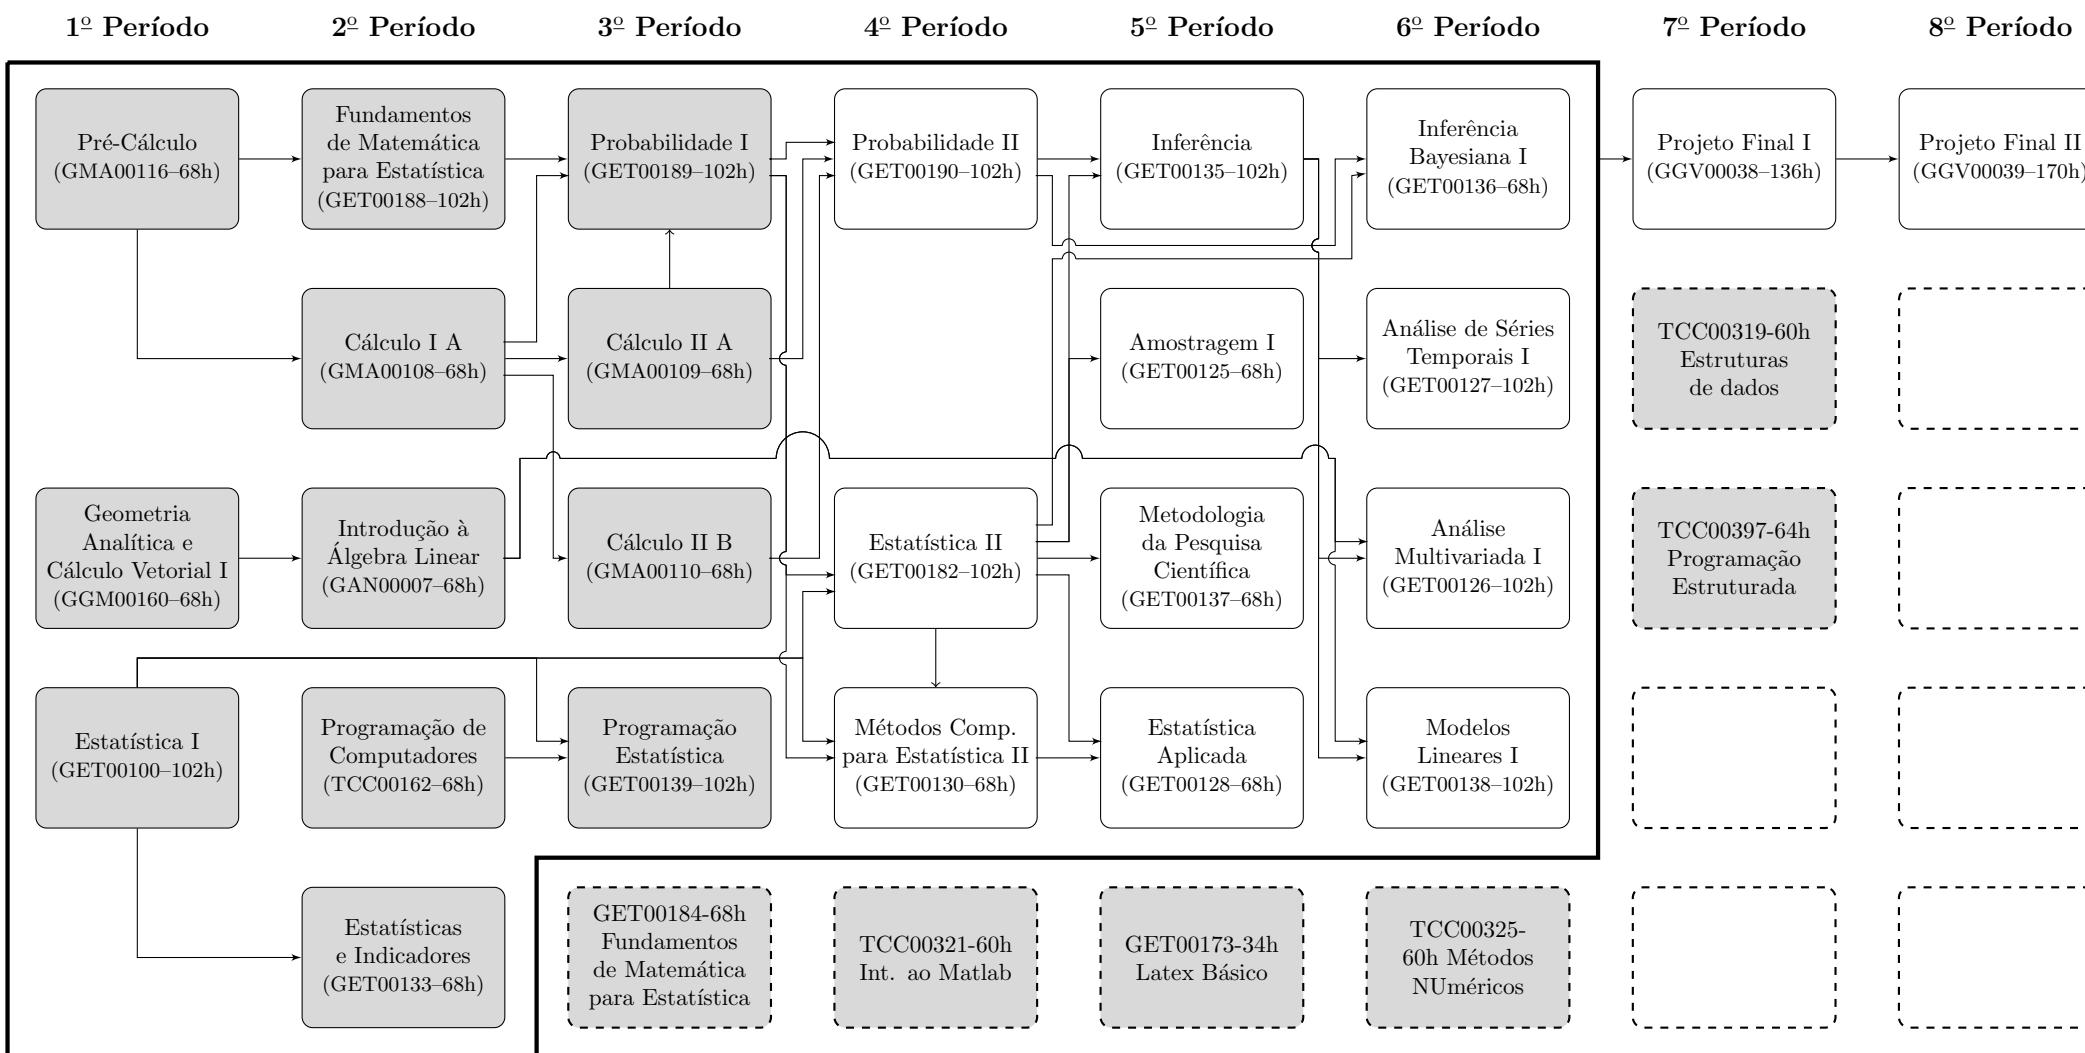 1º Período
2º Período
3º Período
4º Período
5º Período
6º Período
7º Período
8º Período
Pré-Cálculo
(GMA00116–68h)
Fundamentos
de Matemática
para Estatística
(GET00188–102h)
Probabilidade I
(GET00189–102h)
Probabilidade II
(GET00190–102h)
Inferência
(GET00135–102h)
Inferência
Bayesiana I
(GET00136–68h)
Projeto Final I
(GGV00038–136h)
Projeto Final II
(GGV00039–170h)
Cálculo I A
(GMA00108–68h)
Cálculo II A
(GMA00109–68h)
Amostragem I
(GET00125–68h)
Análise de Séries
Temporais I
(GET00127–102h)
TCC00319-60h
Estruturas
de dados
Geometria
Analítica e
Cálculo Vetorial I
(GGM00160–68h)
Introdução à
Álgebra Linear
(GAN00007–68h)
Cálculo II B
(GMA00110–68h)
Estatística II
(GET00182–102h)
Metodologia
da Pesquisa
Científica
(GET00137–68h)
Análise
Multivariada I
(GET00126–102h)
TCC00397-64h
Programação
Estruturada
Estatística I
(GET00100–102h)
Programação de
Computadores
(TCC00162–68h)
Programação
Estatística
(GET00139–102h)
Métodos Comp.
para Estatística II
(GET00130–68h)
Estatística
Aplicada
(GET00128–68h)
Modelos
Lineares I
(GET00138–102h)
Estatísticas
e Indicadores
(GET00133–68h)
GET00184-68h
Fundamentos
de Matemática
para Estatística
TCC00321-60h
Int. ao Matlab
GET00173-34h
Latex Básico
TCC00325-
60h Métodos
NUméricos